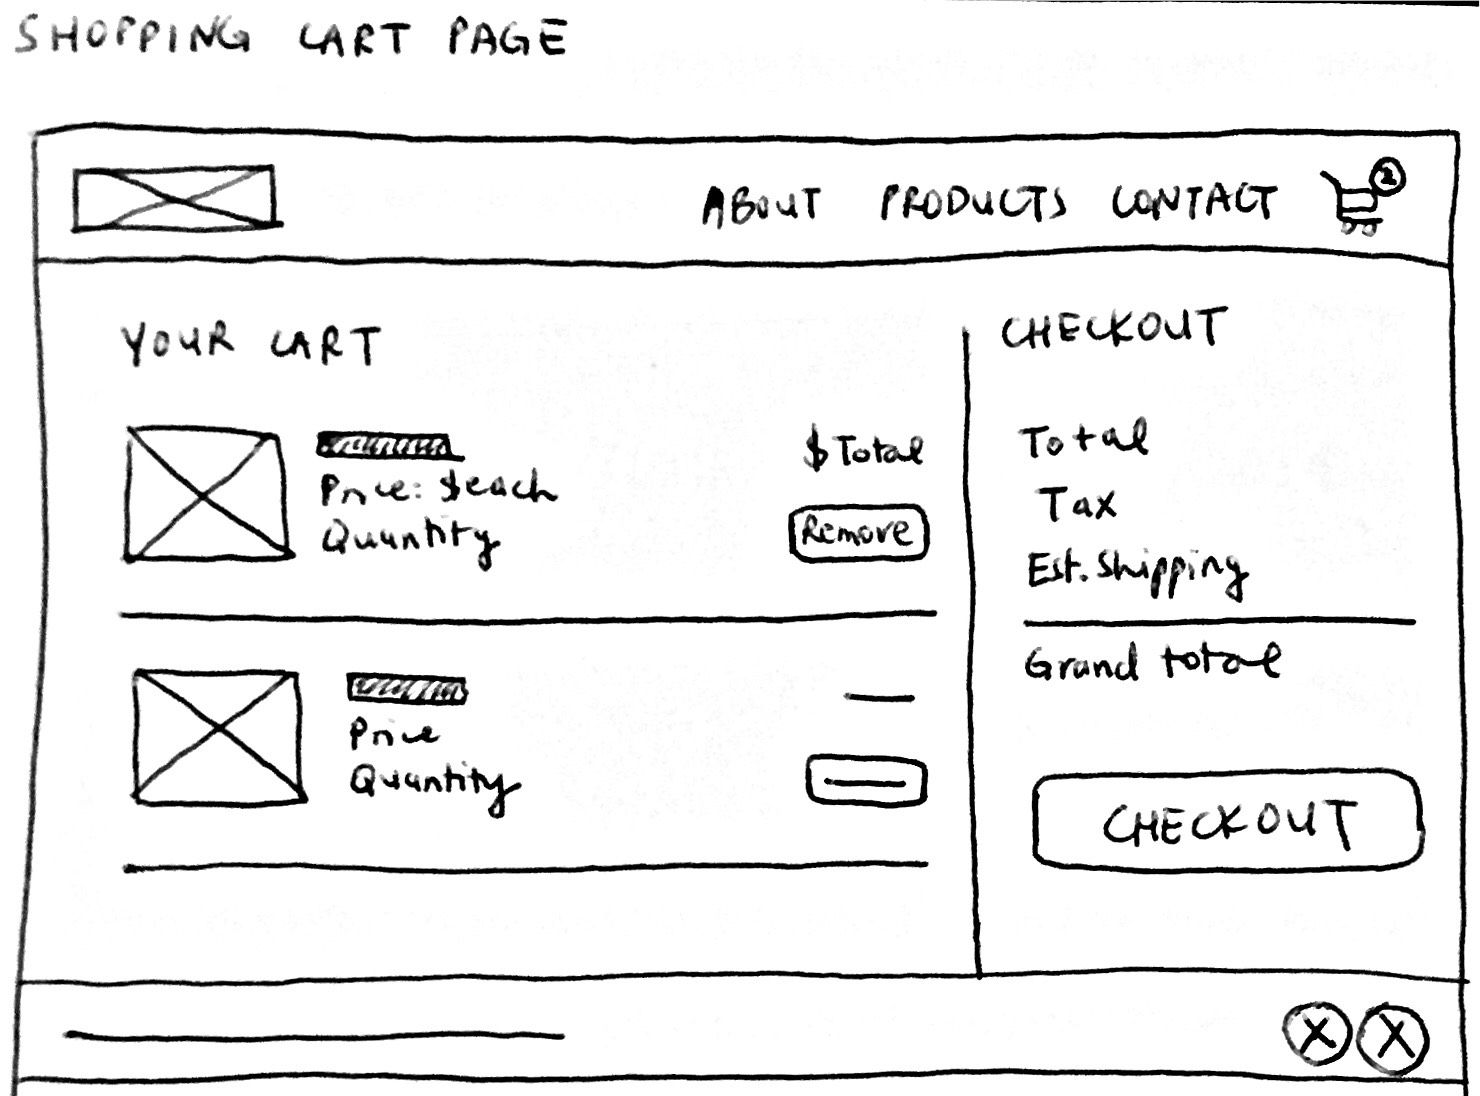 SHOPPING CART PAGE
ABOUT PRODUCTS CONTACT 2
YOUR CART
$ Total
Price: $each
Quantity
Remove
Price
Quantity
CHECKOUT
Total
Tax
Est. Shipping
Grand total
CHECKOUT
X X